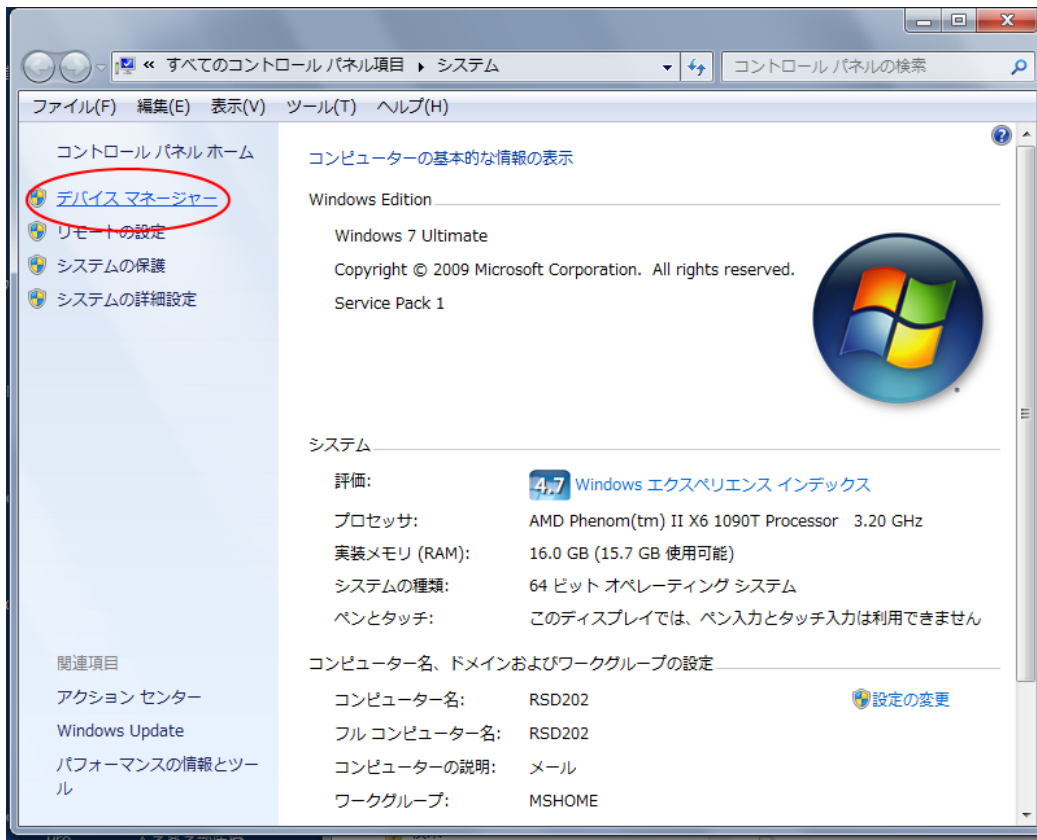 « すべてのコントロール パネル項目 ▸ システム
コントロール パネルの検索
ファイル(F) 編集(E) 表示(V) ツール(T) ヘルプ(H)
コントロール パネル ホーム
デバイス マネージャー
リモートの設定
システムの保護
システムの詳細設定
コンピューターの基本的な情報の表示
Windows Edition
Windows 7 Ultimate
Copyright © 2009 Microsoft Corporation. All rights reserved.
Service Pack 1
システム
評価: 4.7 Windows エクスペリエンス インデックス
プロセッサ: AMD Phenom(tm) II X6 1090T Processor 3.20 GHz
実装メモリ (RAM): 16.0 GB (15.7 GB 使用可能)
システムの種類: 64 ビット オペレーティング システム
ペンとタッチ: このディスプレイでは、ペン入力とタッチ入力は利用できません
コンピューター名、ドメインおよびワークグループの設定
コンピューター名: RSD202 設定の変更
フル コンピューター名: RSD202
コンピューターの説明: メール
ワークグループ: MSHOME
関連項目
アクション センター
Windows Update
パフォーマンスの情報とツー
ル